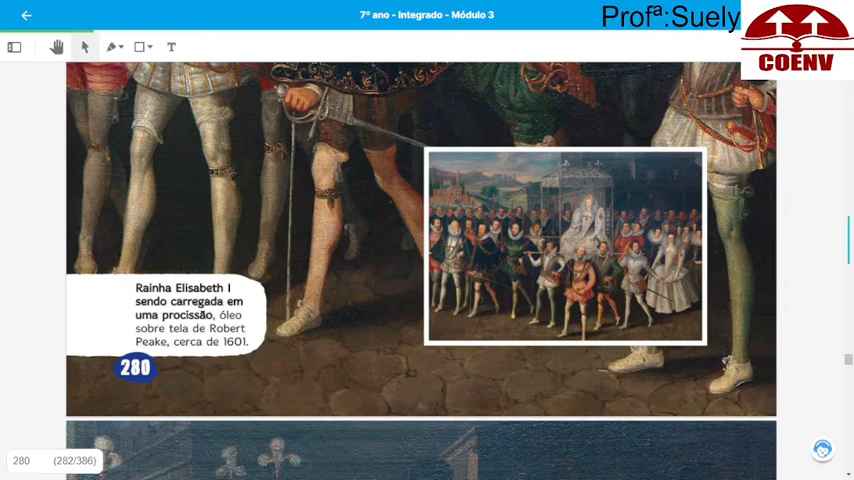 7º ano - Integrado - Módulo 3
Profª:Suely
COENV
T
Rainha Elisabeth I
sendo carregada em
uma procissão, óleo
sobre tela de Robert
Peake, cerca de 1601.
280
280 (282/386)